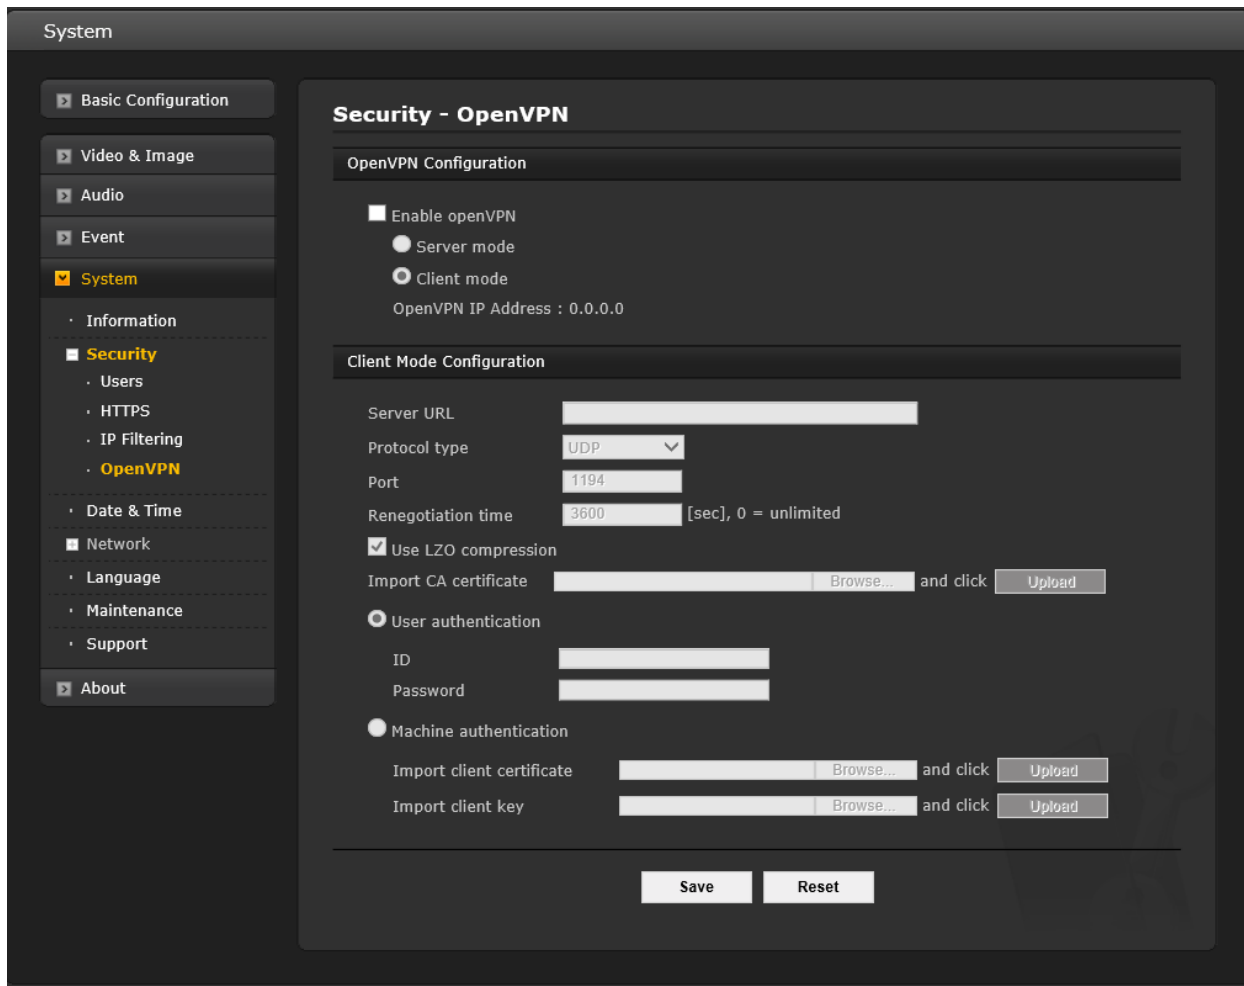 System
Basic Configuration
Video & Image
Audio
Event
System
Information
Security
Users
HTTPS
IP Filtering
OpenVPN
Date & Time
Network
Language
Maintenance
Support
About
Security - OpenVPN
OpenVPN Configuration
Enable openVPN
Server mode
Client mode
OpenVPN IP Address : 0.0.0.0
Client Mode Configuration
Server URL
Protocol type UDP
Port 1194
Renegotiation time 3600 [sec], 0 = unlimited
Use LZO compression
Import CA certificate Browse... and click Upload
User authentication
ID
Password
Machine authentication
Import client certificate Browse... and click Upload
Import client key Browse... and click Upload
Save Reset